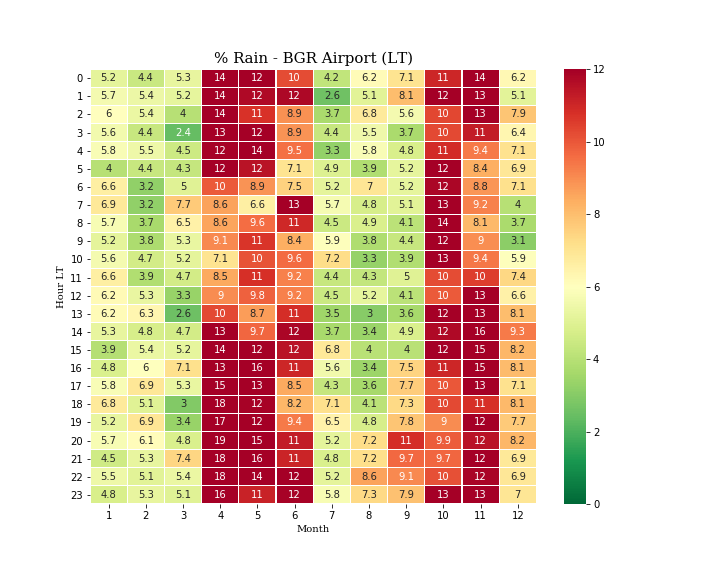 % Rain - BGR Airport (LT)
0 5.2 4.4 5.3 14 12 10 4.2 6.2 7.1 11 14 6.2
1 5.7 5.4 5.2 14 12 12 2.6 5.1 8.1 12 13 5.1
2 6 5.4 4 14 11 8.9 3.7 6.8 5.6 10 13 7.9
3 5.6 4.4 2.4 13 12 8.9 4.4 5.5 3.7 10 11 6.4
4 5.8 5.5 4.5 12 14 9.5 3.3 5.8 4.8 11 9.4 7.1
5 4 4.4 4.3 12 12 7.1 4.9 3.9 5.2 12 8.4 6.9
6 6.6 3.2 5 10 8.9 7.5 5.2 7 5.2 12 8.8 7.1
7 6.9 3.2 7.7 8.6 6.6 13 5.7 4.8 5.1 13 9.2 4
8 5.7 3.7 6.5 8.6 9.6 11 4.5 4.9 4.1 14 8.1 3.7
9 5.2 3.8 5.3 9.1 11 8.4 5.9 3.8 4.4 12 9 3.1
10 5.6 4.7 5.2 7.1 10 9.6 7.2 3.3 3.9 13 9.4 5.9
11 6.6 3.9 4.7 8.5 11 9.2 4.4 4.3 5 10 10 7.4
12 6.2 5.3 3.3 9 9.8 9.2 4.5 5.2 4.1 10 13 6.6
13 6.2 6.3 2.6 10 8.7 11 3.5 3 3.6 12 13 8.1
14 5.3 4.8 4.7 13 9.7 12 3.7 3.4 4.9 12 16 9.3
15 3.9 5.4 5.2 14 12 12 6.8 4 4 12 15 8.2
16 4.8 6 7.1 13 16 11 5.6 3.4 7.5 11 15 8.1
17 5.8 6.9 5.3 15 13 8.5 4.3 3.6 7.7 10 13 7.1
18 6.8 5.1 3 18 12 8.2 7.1 4.1 7.3 10 11 8.1
19 5.2 6.9 3.4 17 12 9.4 6.5 4.8 7.8 9 12 7.7
20 5.7 6.1 4.8 19 15 11 5.2 7.2 11 9.9 12 8.2
21 4.5 5.3 7.4 18 16 11 4.8 7.2 9.7 9.7 12 6.9
22 5.5 5.1 5.4 18 14 12 5.2 8.6 9.1 10 12 6.9
23 4.8 5.3 5.1 16 11 12 5.8 7.3 7.9 13 13 7
1 2 3 4 5 6 7 8 9 10 11 12
Month
Hour LT
12
10
8
6
4
2
0